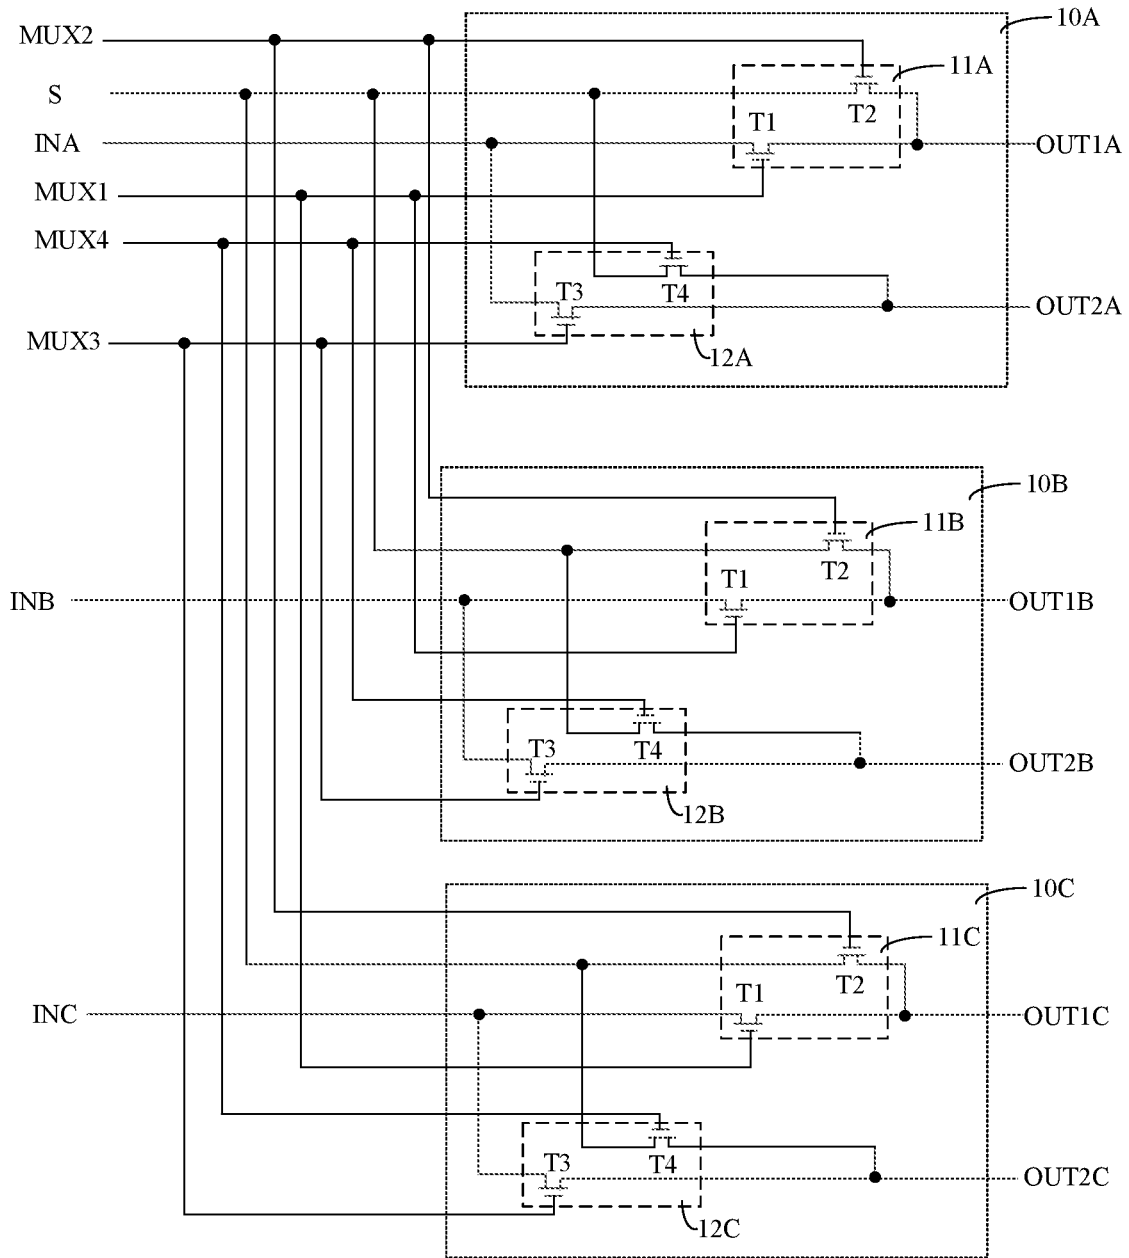 MUX2
10A
11A
S
T2
T1
INA
OUT1A
MUX1
MUX4
T3
T4
OUT2A
MUX3
12A
10B
11B
T2
T1
INB
OUT1B
T3
T4
OUT2B
12B
10C
11C
T2
T1
INC
OUT1C
T3
T4
OUT2C
12C